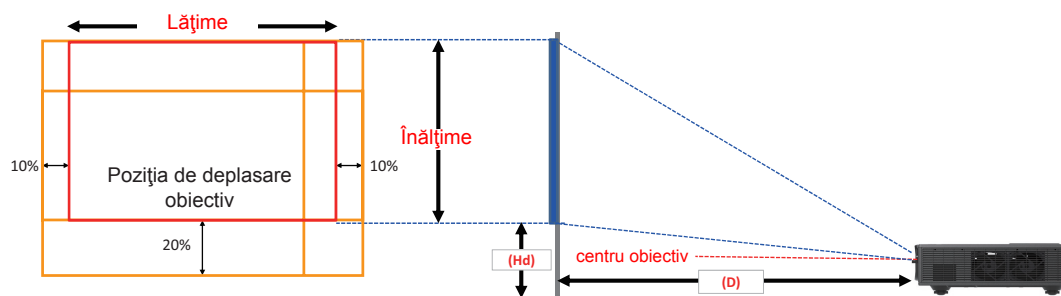 Lăţime
Înălţime
10%
10%
Poziţia de deplasare
obiectiv
20%
(Hd)
centru obiectiv
(D)